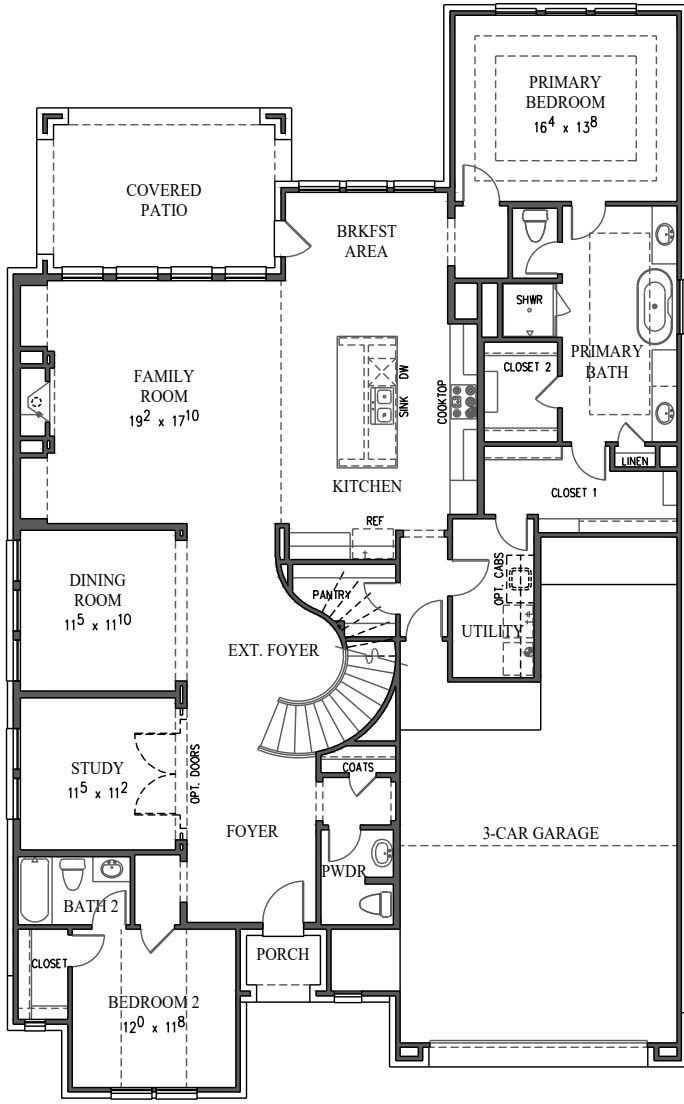 PRIMARY
BEDROOM
16⁴ x 13⁸
COVERED
PATIO
BRKFST
AREA
SHWR
PRIMARY
BATH
CLOSET 2
FAMILY
ROOM
19² x 17¹⁰
DW
SINK
COOKTOP
KITCHEN
LINEN
CLOSET 1
REF
DINING
ROOM
11⁵ x 11¹⁰
PANTRY
OPT. CABS
UTILITY
EXT. FOYER
STUDY
11⁵ x 11²
OPT. DOORS
COATS
FOYER
3-CAR GARAGE
PWDR
BATH 2
PORCH
CLOSET
BEDROOM 2
12⁰ x 11⁸